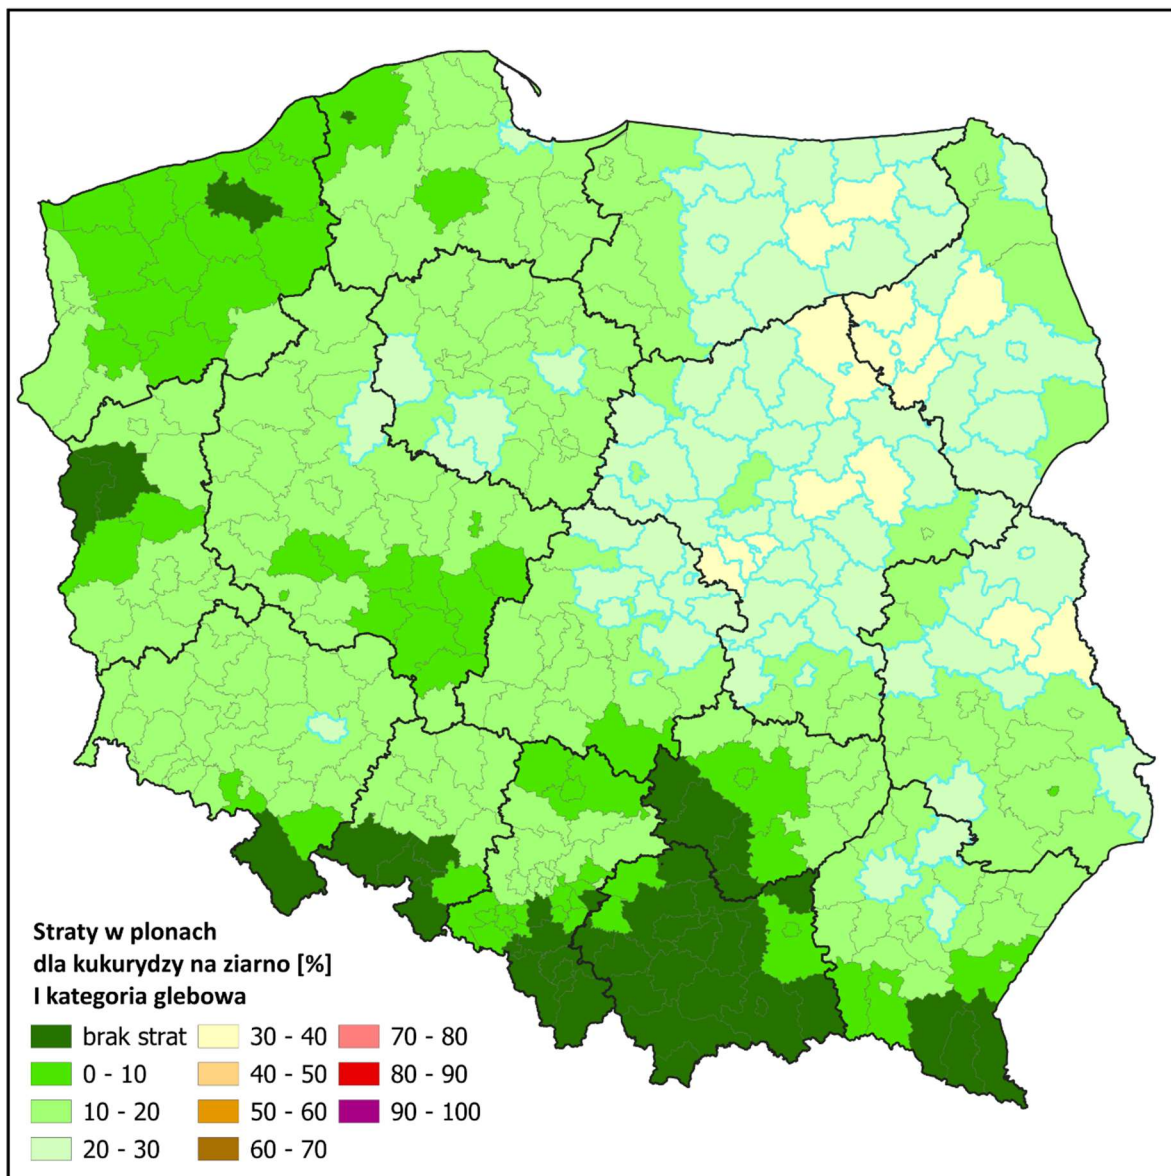 Straty w plonach
dla kukurydzy na ziarno [%]
I kategoria glebowa
brak strat
0 - 10
10 - 20
20 - 30
30 - 40
40 - 50
50 - 60
60 - 70
70 - 80
80 - 90
90 - 100